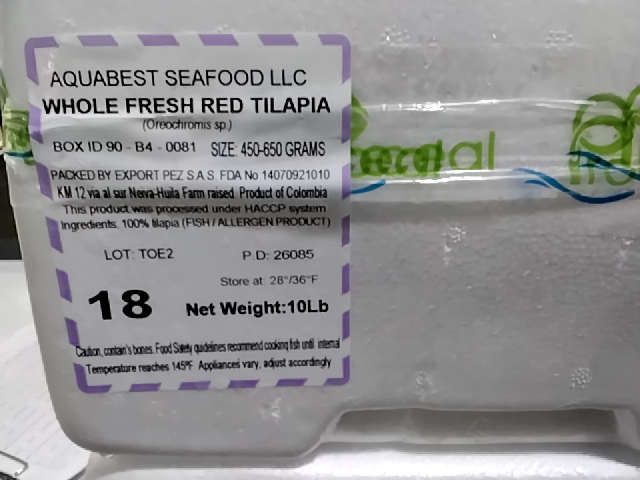 AQUABEST SEAFOOD LLC
WHOLE FRESH RED TILAPIA
(Oreochromis sp.)
BOX ID 90 - B4 - 0081 SIZE: 450-650 GRAMS
PACKED BY EXPORT PEZ S.A.S. FDA No 14070921010
KM 12 via al sur Neiva-Huila Farm raised. Product of Colombia
This product was processed under HACCP system
Ingredients: 100% tilapia (FISH / ALLERGEN PRODUCT)
LOT: TOE2 P.D: 26085
Store at: 28°/36°F
18 Net Weight:10Lb
Caution, contain's bones. Food Safety guidelines recommend cooking fish until internal
Temperature reaches 145ºF Appliances vary, adjust accordingly